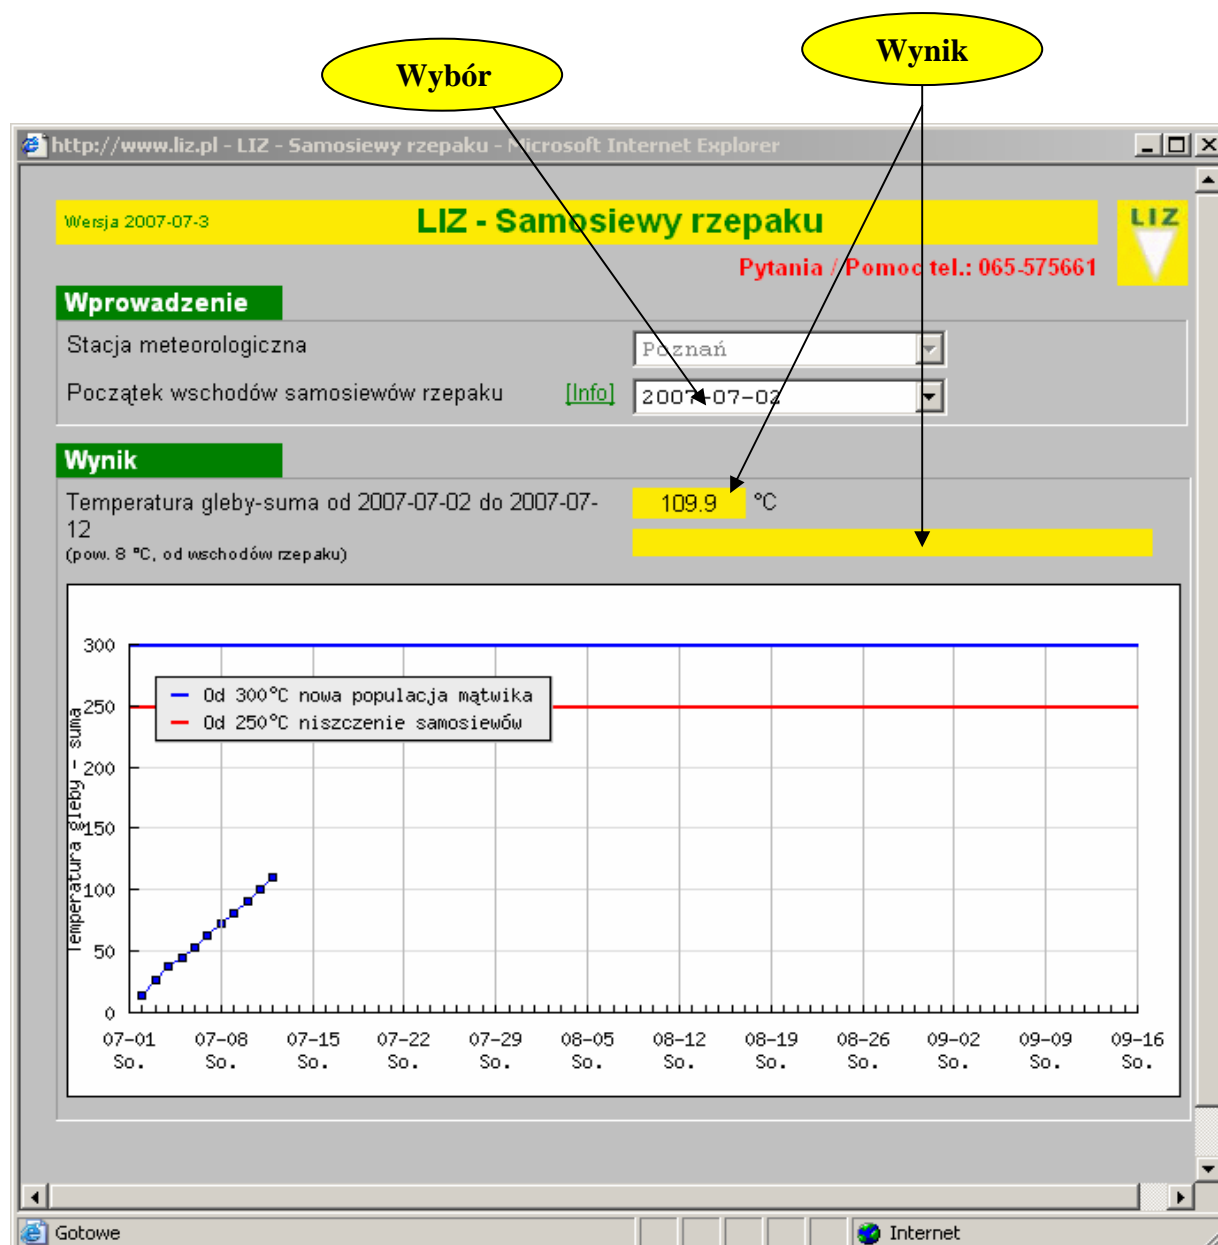 Wybór
Wynik
http://www.liz.pl - LIZ - Samosiewy rzepaku - Microsoft Internet Explorer
Wersja 2007-07-3
LIZ - Samosiewy rzepaku
LIZ
Pytania / Pomoc tel.: 065-575661
Wprowadzenie
Stacja meteorologiczna
Poznań
Początek wschodów samosiewów rzepaku
[Info]
2007-07-02
Wynik
Temperatura gleby-suma od 2007-07-02 do 2007-07-
12
109.9 °C
(pow. 8 °C, od wschodów rzepaku)
Temperatura gleby - suma
300
250
200
150
100
50
0
Od 300°C nowa populacja mątwika
Od 250°C niszczenie samosiewów
07-01 07-08 07-15 07-22 07-29 08-05 08-12 08-19 08-26 09-02 09-09 09-16
So. So. So. So. So. So. So. So. So. So. So. So.
Gotowe
Internet